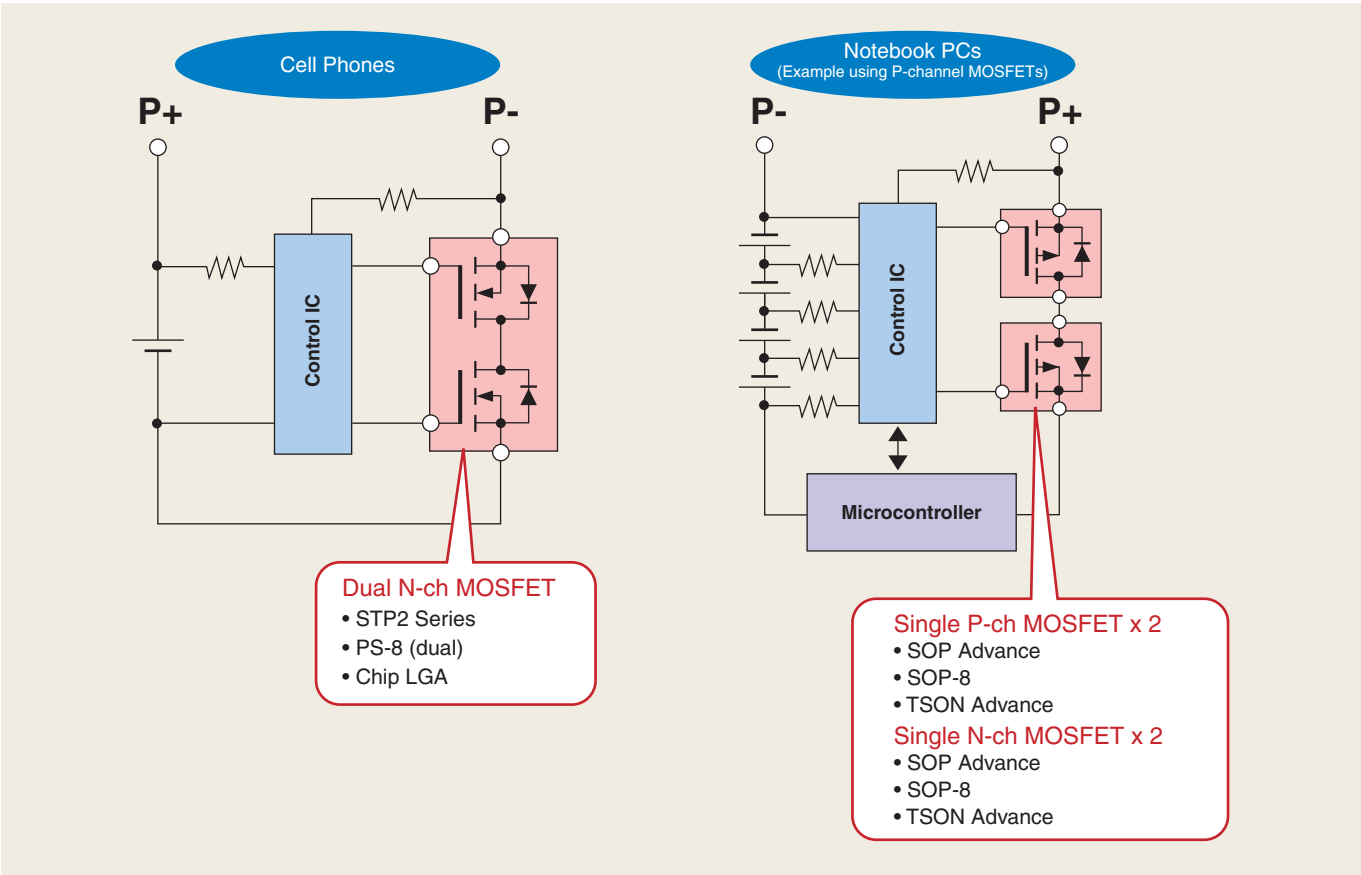 Cell Phones
P+
P-
Control IC
Dual N-ch MOSFET
• STP2 Series
• PS-8 (dual)
• Chip LGA
Notebook PCs
(Example using P-channel MOSFETs)
P-
P+
Control IC
Microcontroller
Single P-ch MOSFET x 2
• SOP Advance
• SOP-8
• TSON Advance
Single N-ch MOSFET x 2
• SOP Advance
• SOP-8
• TSON Advance